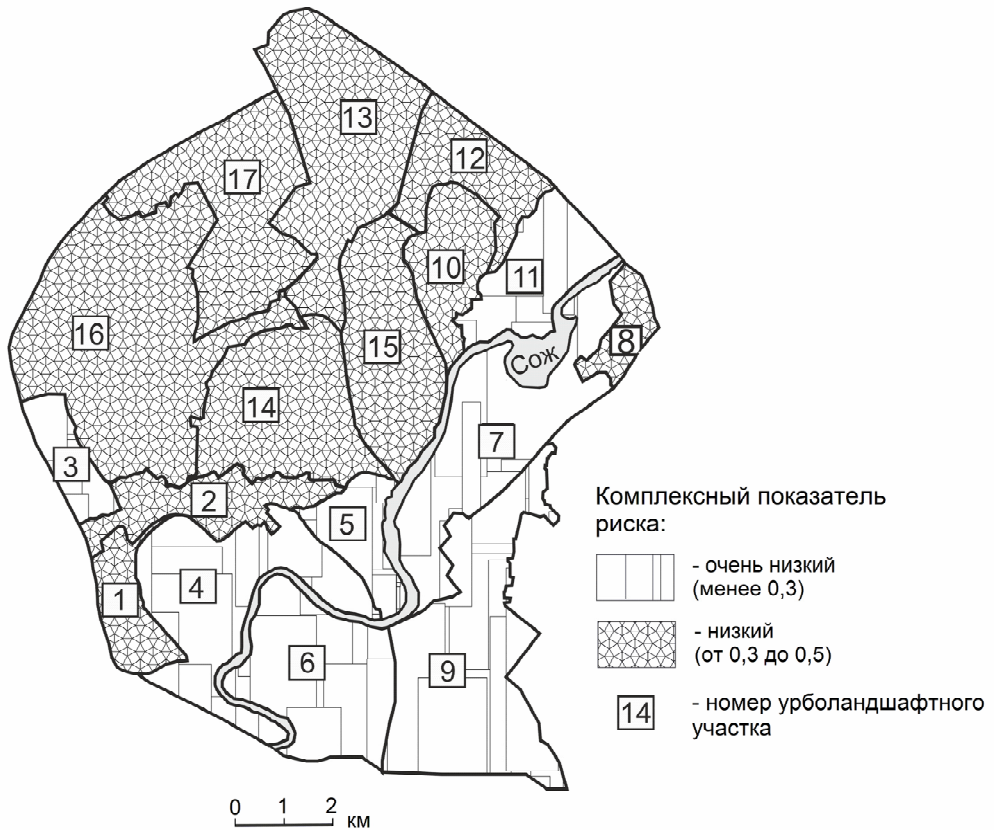 13
12
17
10
11
16
15
8
Сож
14
7
3
2
5
4
1
6
9
Комплексный показатель
риска:
- очень низкий
(менее 0,3)
- низкий
(от 0,3 до 0,5)
14
- номер урболандшафтного
участка
0 1 2
км